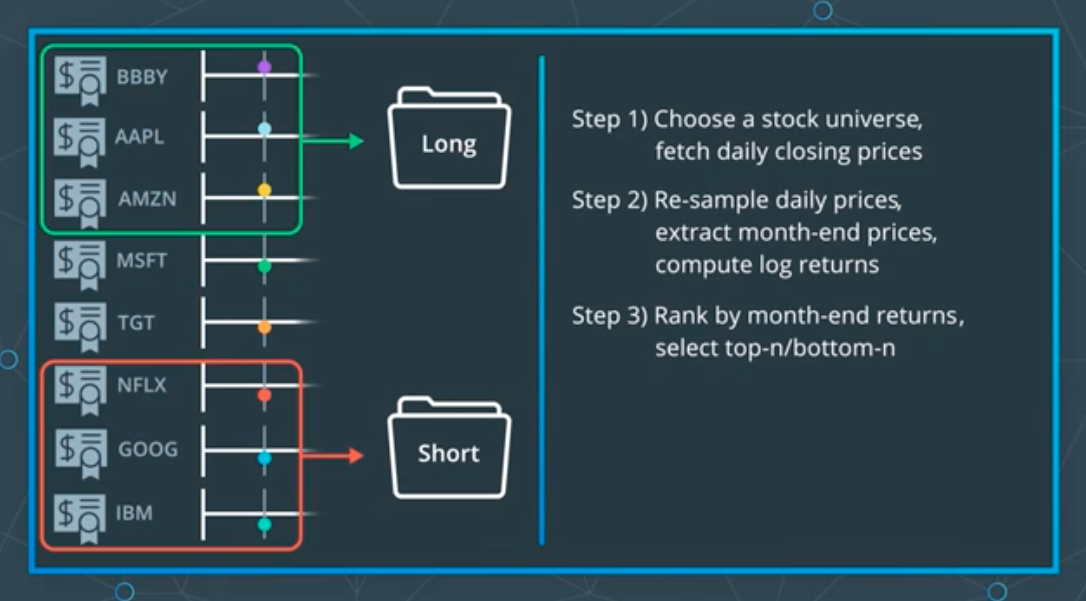 BBBY
AAPL
AMZN
MSFT
TGT
NFLX
GOOG
IBM
Long
Short
Step 1) Choose a stock universe,
fetch daily closing prices
Step 2) Re-sample daily prices,
extract month-end prices,
compute log returns
Step 3) Rank by month-end returns,
select top-n/bottom-n